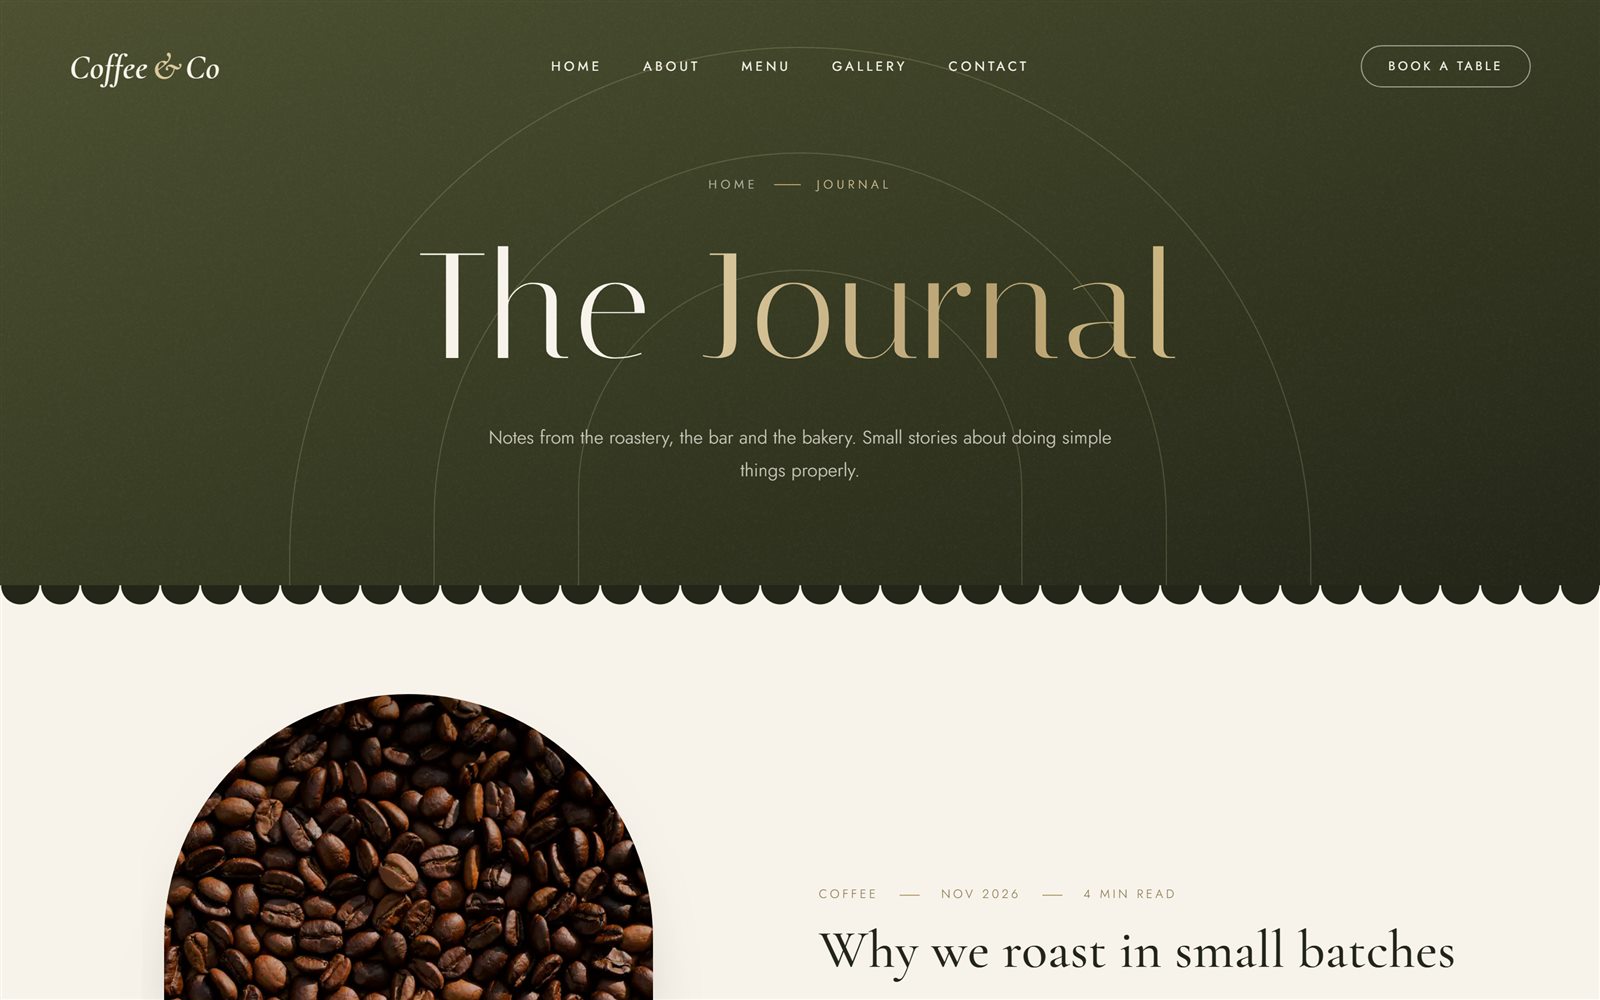 Coffee & Co
HOME ABOUT MENU GALLERY CONTACT
BOOK A TABLE
HOME — JOURNAL
The Journal
Notes from the roastery, the bar and the bakery. Small stories about doing simple
things properly.
COFFEE — NOV 2026 — 4 MIN READ
Why we roast in small batches